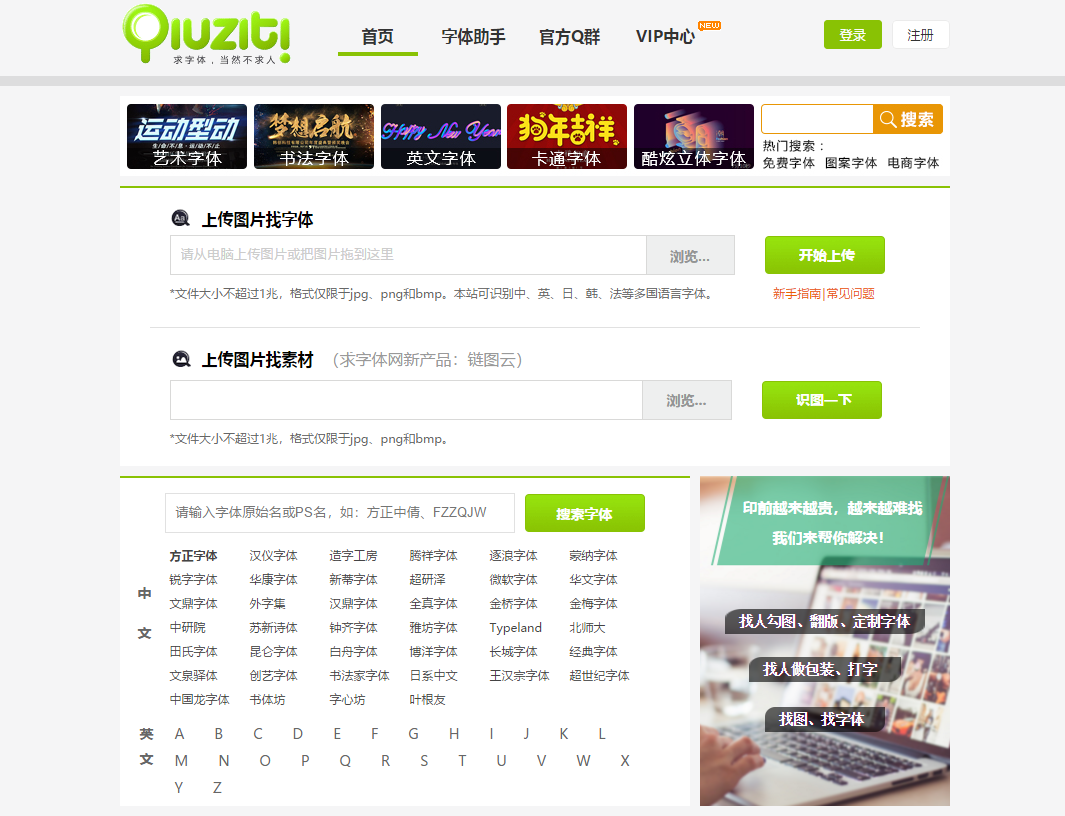 Qiuziti!
求字体，当然不求人
首页 字体助手 官方Q群 VIP中心 NEW 登录 注册
运动型动
生命不息·运动不止
艺术字体
梦想启航
书法字体
Happy New Year
英文字体
狗年吉祥
卡通字体
潮
酷炫立体字体
搜索
热门搜索：
免费字体 图案字体 电商字体
Aa 上传图片找字体
请从电脑上传图片或把图片拖到这里 浏览... 开始上传
*文件大小不超过1兆，格式仅限于jpg、png和bmp。本站可识别中、英、日、韩、法等多国语言字体。 新手指南|常见问题
上传图片找素材 （求字体网新产品：链图云）
浏览... 识图一下
*文件大小不超过1兆，格式仅限于jpg、png和bmp。
请输入字体原始名或PS名，如：方正中倩、FZZQJW 搜索字体
中文
方正字体 汉仪字体 造字工房 腾祥字体 逐浪字体 蒙纳字体
锐字字体 华康字体 新蒂字体 超研泽 微软字体 华文字体
文鼎字体 外字集 汉鼎字体 全真字体 金桥字体 金梅字体
中研院 苏新诗体 钟齐字体 雅坊字体 Typeland 北师大
田氏字体 昆仑字体 白舟字体 博洋字体 长城字体 经典字体
文泉驿体 创艺字体 书法家字体 日系中文 王汉宗字体 超世纪字体
中国龙字体 书体坊 字心坊 叶根友
英文
A B C D E F G H I J K L
M N O P Q R S T U V W X
Y Z
印前越来越贵，越来越难找
我们来帮你解决！
找人勾图、翻版、定制字体
找人做包装、打字
找图、找字体